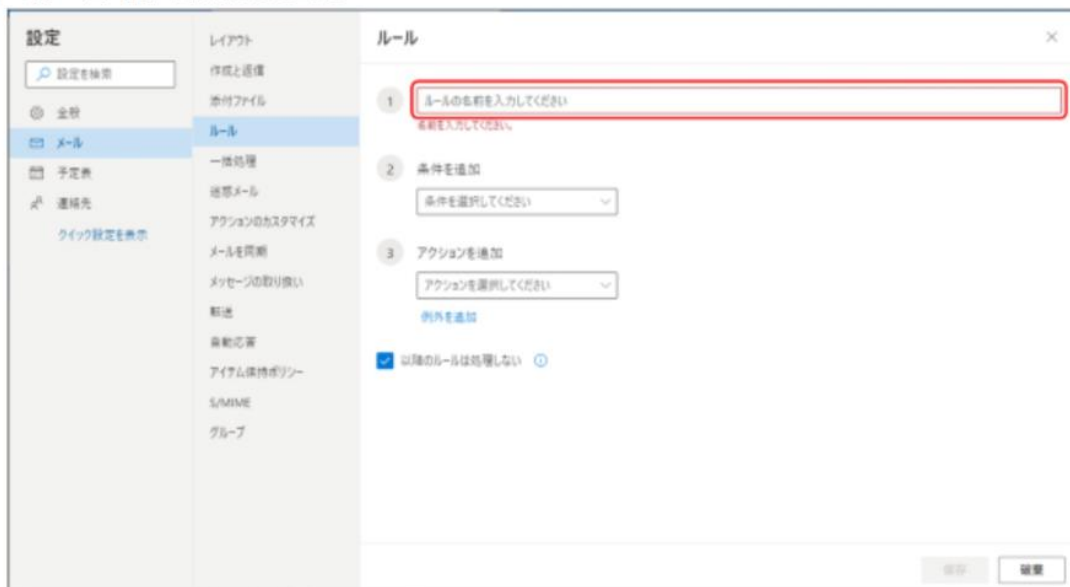 設定
設定を検索
全般
メール
予定表
連絡先
クイック設定を表示
レイアウト
作成と返信
添付ファイル
ルール
一括処理
迷惑メール
アクションのカスタマイズ
メールを同期
メッセージの取り扱い
転送
自動応答
アイテム保持ポリシー
S/MIME
グループ
ルール
1
ルールの名前を入力してください
名前を入力してください。
2
条件を追加
条件を選択してください
3
アクションを追加
アクションを選択してください
例外を追加
以降のルールは処理しない
保存
破棄